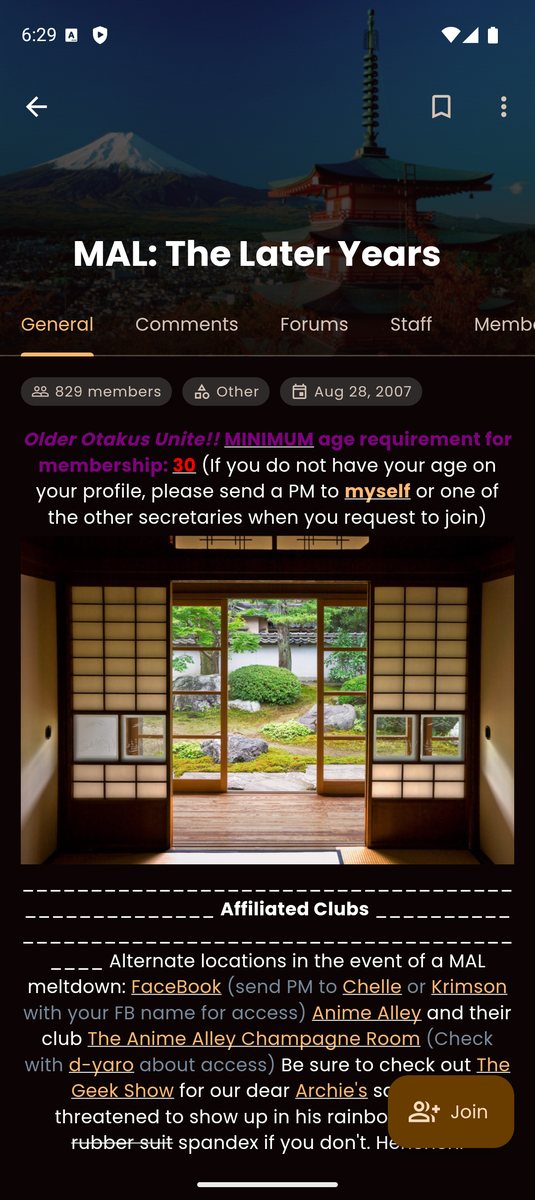 6:29
MAL: The Later Years
General Comments Forums Staff Membe
829 members Other Aug 28, 2007
Older Otakus Unite!! MINIMUM age requirement for
membership: 30 (If you do not have your age on
your profile, please send a PM to myself or one of
the other secretaries when you request to join)
___________________________________
______________ Affiliated Clubs __________
___________________________________
____ Alternate locations in the event of a MAL
meltdown: FaceBook (send PM to Chelle or Krimson
with your FB name for access) Anime Alley and their
club The Anime Alley Champagne Room (Check
with d-yaro about access) Be sure to check out The
Geek Show for our dear Archie's
threatened to show up in his
rubber suit spandex if you don't.
Join